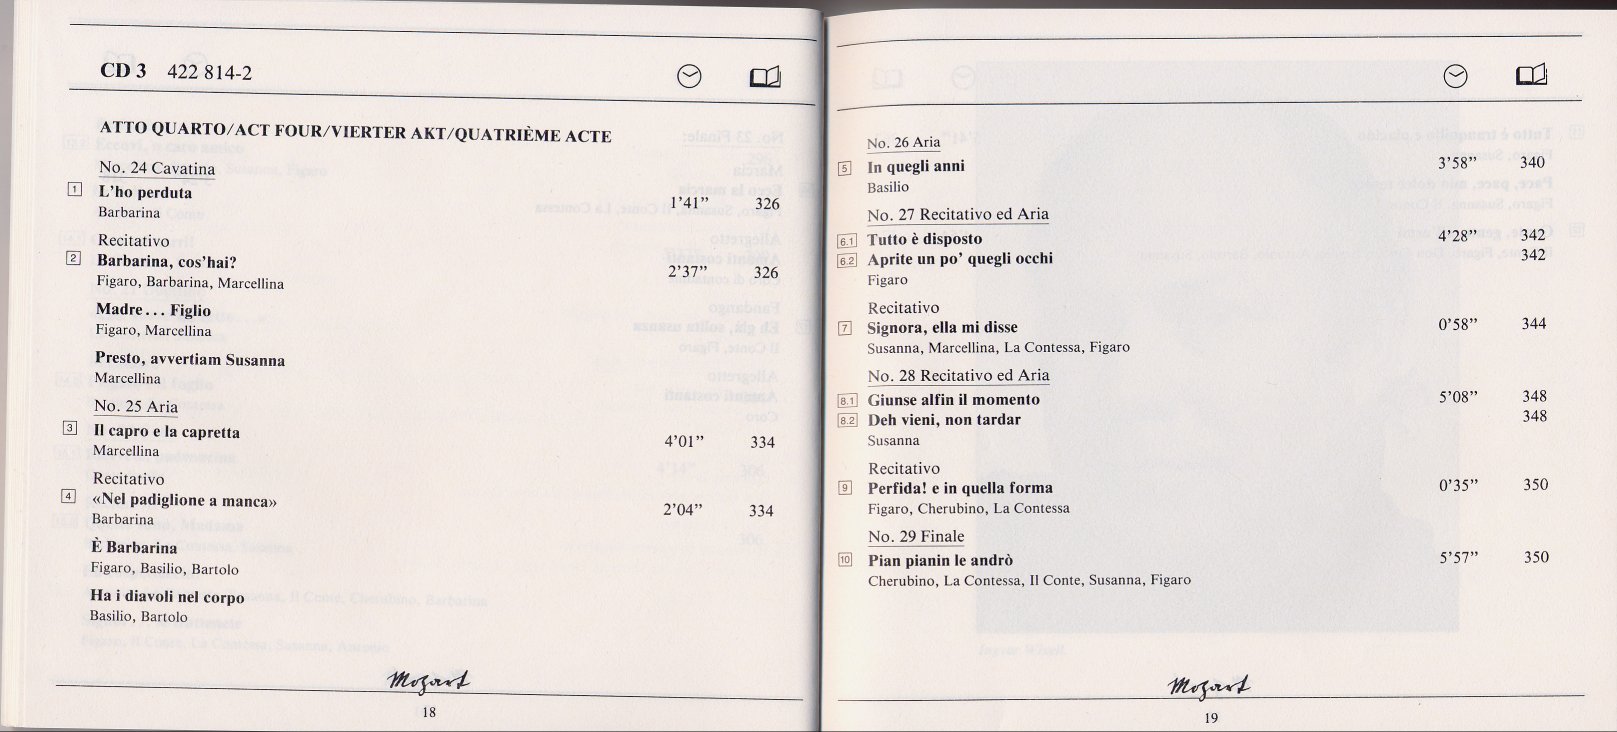 CD 3 422 814-2
ATTO QUARTO/ACT FOUR/VIERTER AKT/QUATRIÈME ACTE
No. 24 Cavatina
1 L'ho perduta 1'41” 326
Barbarina
Recitativo
2 Barbarina, cos'hai? 2'37” 326
Figaro, Barbarina, Marcellina
Madre... Figlio
Figaro, Marcellina
Presto, avvertiam Susanna
Marcellina
No. 25 Aria
3 Il capro e la capretta 4'01” 334
Marcellina
Recitativo
4 «Nel padiglione a manca» 2'04” 334
Barbarina
È Barbarina
Figaro, Basilio, Bartolo
Ha i diavoli nel corpo
Basilio, Bartolo
Mozart
18
No. 26 Aria
5 In quegli anni 3'58” 340
Basilio
No. 27 Recitativo ed Aria
6.1 Tutto è disposto 4'28” 342
6.2 Aprite un po' quegli occhi 342
Figaro
Recitativo
7 Signora, ella mi disse 0'58” 344
Susanna, Marcellina, La Contessa, Figaro
No. 28 Recitativo ed Aria
8.1 Giunse alfin il momento 5'08” 348
8.2 Deh vieni, non tardar 348
Susanna
Recitativo
9 Perfida! e in quella forma 0'35” 350
Figaro, Cherubino, La Contessa
No. 29 Finale
10 Pian pianin le andrò 5'57” 350
Cherubino, La Contessa, Il Conte, Susanna, Figaro
Mozart
19